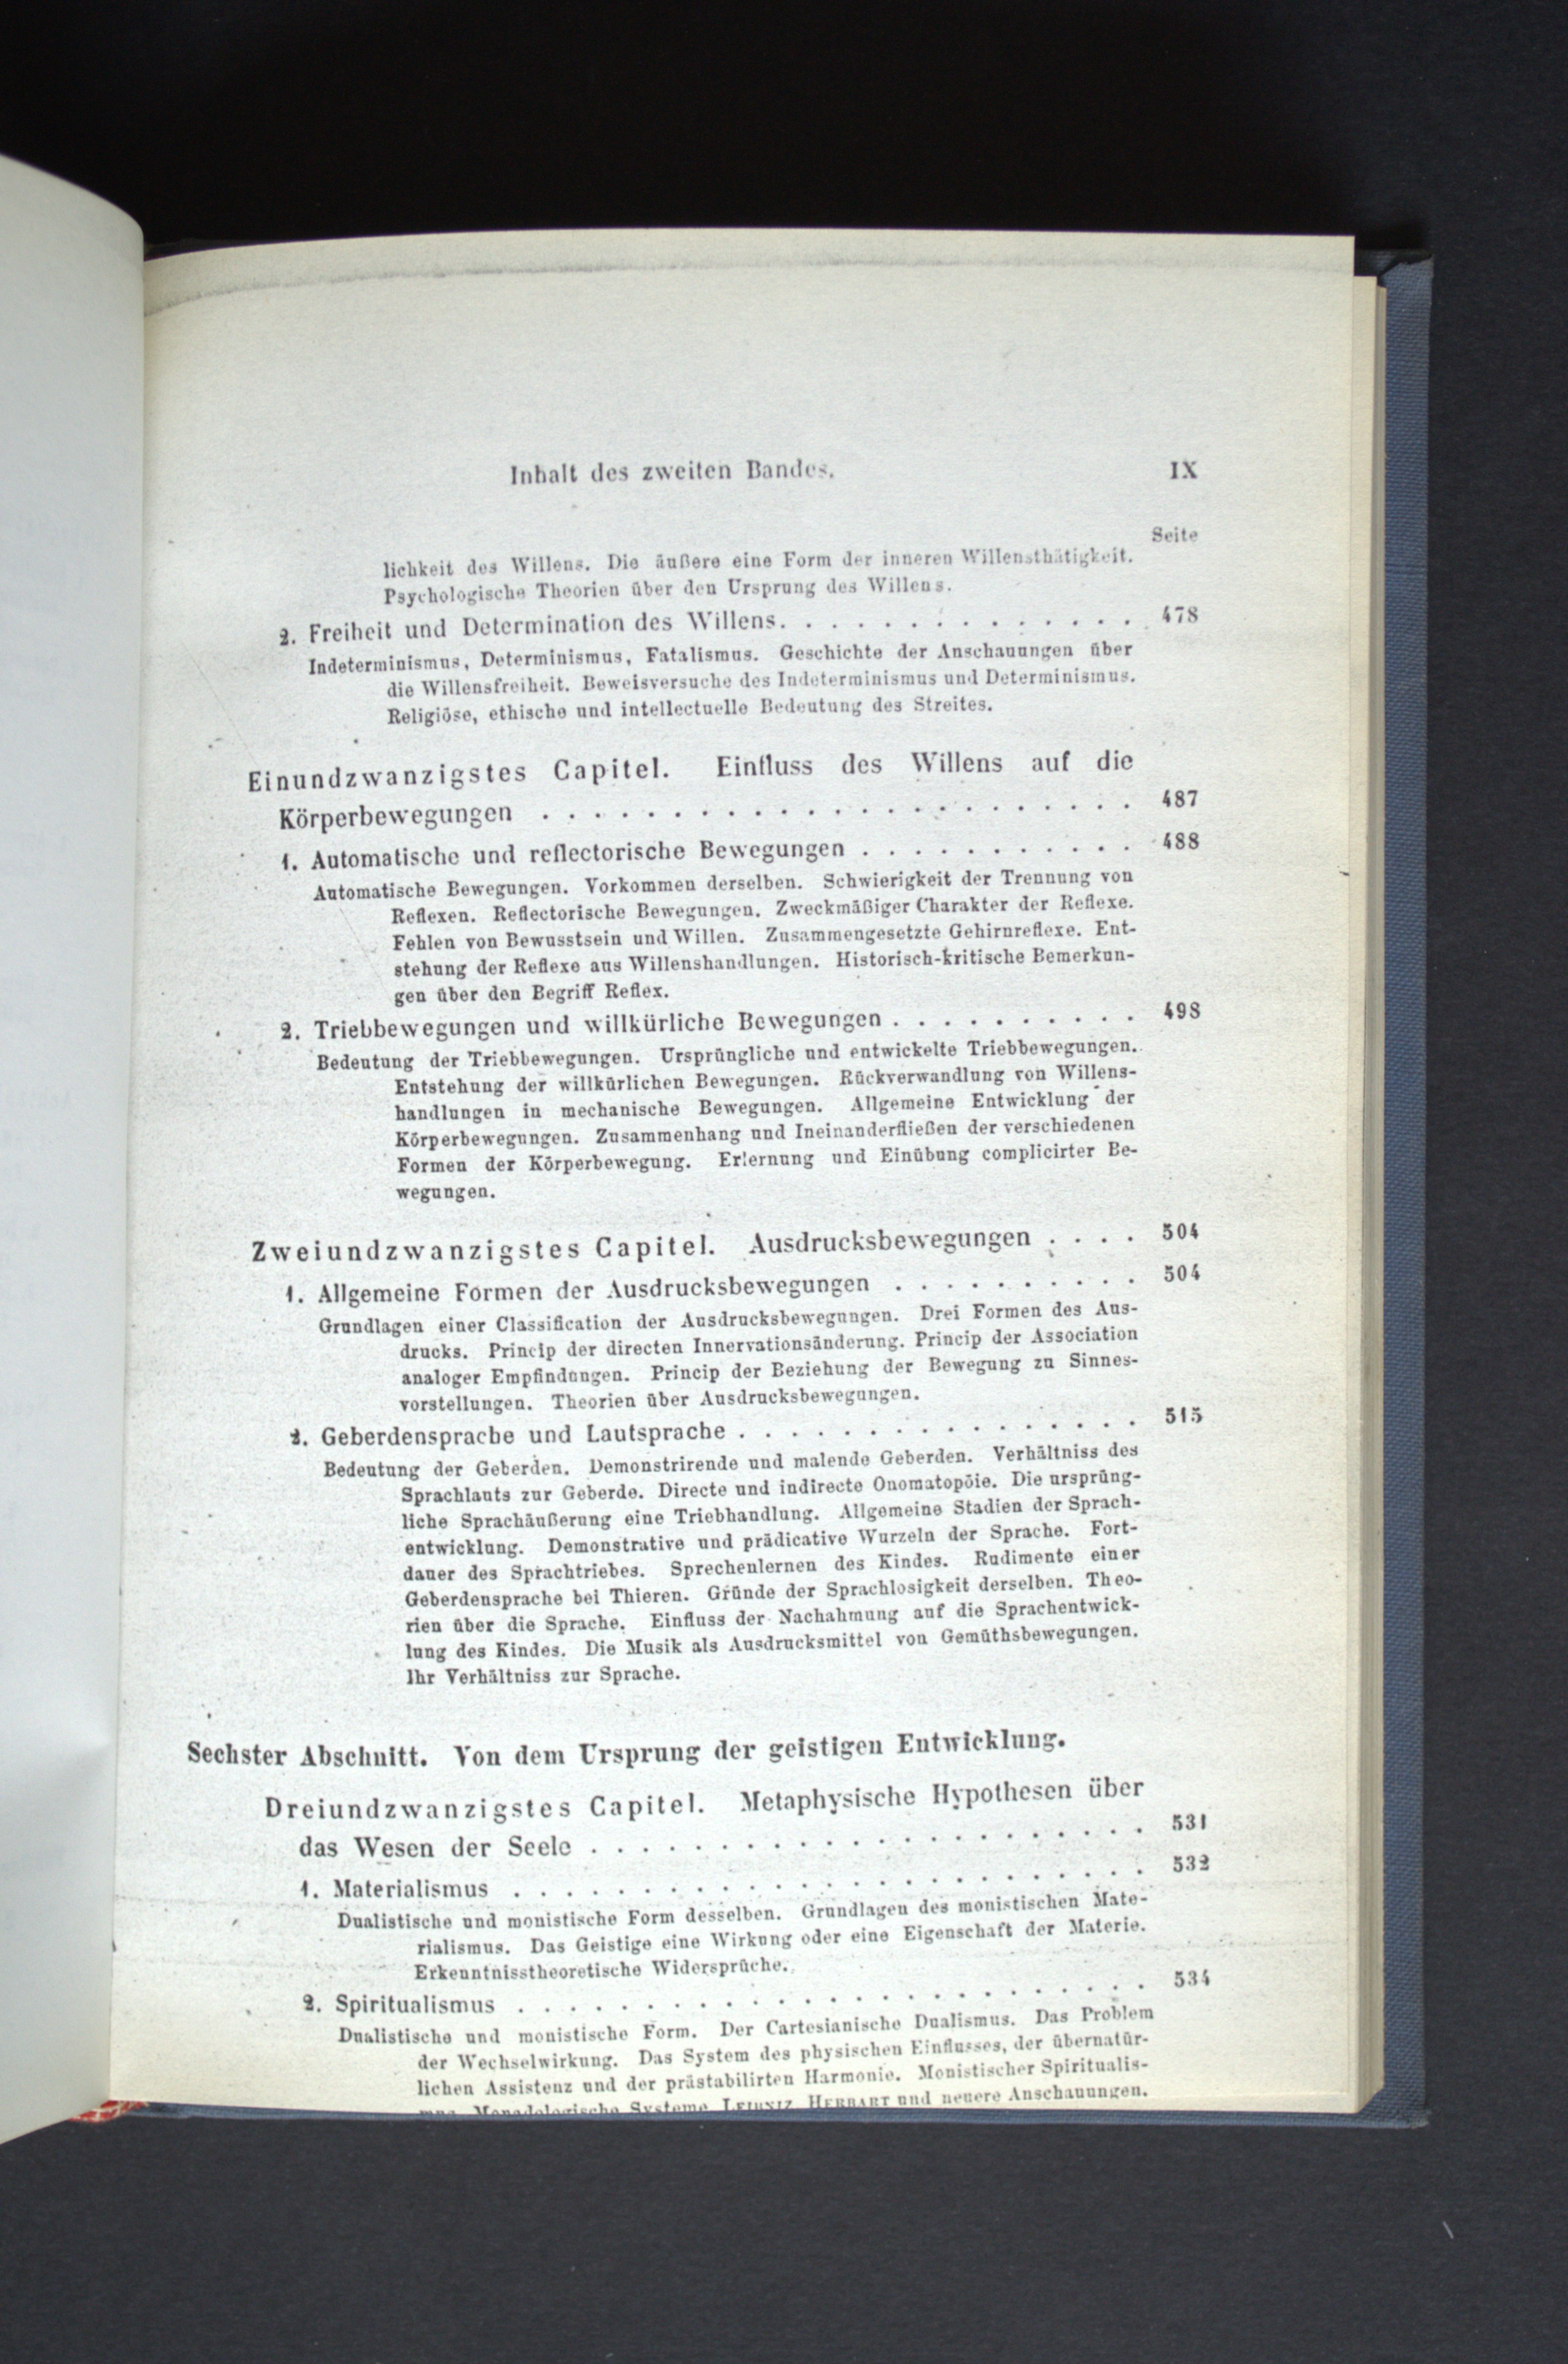 Inhalt des zweiten Bandes. IX
Seite
lichkeit des Willens. Die äußere eine Form der inneren Willensthätigkeit.
Psychologische Theorien über den Ursprung des Willens.
2. Freiheit und Determination des Willens. . . . . . . . . . . . . . . 478
Indeterminismus, Determinismus, Fatalismus. Geschichte der Anschauungen über
die Willensfreiheit. Beweisversuche des Indeterminismus und Determinismus.
Religiöse, ethische und intellectuelle Bedeutung des Streites.
Einundzwanzigstes Capitel. Einfluss des Willens auf die
Körperbewegungen . . . . . . . . . . . . . . . . . . . . . . . 487
1. Automatische und reflectorische Bewegungen . . . . . . . . . . . 488
Automatische Bewegungen. Vorkommen derselben. Schwierigkeit der Trennung von
Reflexen. Reflectorische Bewegungen. Zweckmäßiger Charakter der Reflexe.
Fehlen von Bewusstsein und Willen. Zusammengesetzte Gehirnreflexe. Ent-
stehung der Reflexe aus Willenshandlungen. Historisch-kritische Bemerkun-
gen über den Begriff Reflex.
2. Triebbewegungen und willkürliche Bewegungen . . . . . . . . . . 498
Bedeutung der Triebbewegungen. Ursprüngliche und entwickelte Triebbewegungen.
Entstehung der willkürlichen Bewegungen. Rückverwandlung von Willens-
handlungen in mechanische Bewegungen. Allgemeine Entwicklung der
Körperbewegungen. Zusammenhang und Ineinanderfließen der verschiedenen
Formen der Körperbewegung. Erlernung und Einübung complicirter Be-
wegungen.
Zweiundzwanzigstes Capitel. Ausdrucksbewegungen . . . . 504
1. Allgemeine Formen der Ausdrucksbewegungen . . . . . . . . . . 504
Grundlagen einer Classification der Ausdrucksbewegungen. Drei Formen des Aus-
drucks. Princip der directen Innervationsänderung. Princip der Association
analoger Empfindungen. Princip der Beziehung der Bewegung zu Sinnes-
vorstellungen. Theorien über Ausdrucksbewegungen.
2. Geberdensprache und Lautsprache . . . . . . . . . . . . . . . . 515
Bedeutung der Geberden. Demonstrirende und malende Geberden. Verhältniss des
Sprachlauts zur Geberde. Directe und indirecte Onomatopöie. Die ursprüng-
liche Sprachäußerung eine Triebhandlung. Allgemeine Stadien der Sprach-
entwicklung. Demonstrative und prädicative Wurzeln der Sprache. Fort-
dauer des Sprachtriebes. Sprechenlernen des Kindes. Rudimente einer
Geberdensprache bei Thieren. Gründe der Sprachlosigkeit derselben. Theo-
rien über die Sprache. Einfluss der Nachahmung auf die Sprachentwick-
lung des Kindes. Die Musik als Ausdrucksmittel von Gemüthsbewegungen.
Ihr Verhältniss zur Sprache.
Sechster Abschnitt. Von dem Ursprung der geistigen Entwicklung.
Dreiundzwanzigstes Capitel. Metaphysische Hypothesen über
das Wesen der Seele . . . . . . . . . . . . . . . . . . . . . . 531
1. Materialismus . . . . . . . . . . . . . . . . . . . . . . . . . 532
Dualistische und monistische Form desselben. Grundlagen des monistischen Mate-
rialismus. Das Geistige eine Wirkung oder eine Eigenschaft der Materie.
Erkenntnisstheoretische Widersprüche.
2. Spiritualismus . . . . . . . . . . . . . . . . . . . . . . . . . 534
Dualistische und monistische Form. Der Cartesianische Dualismus. Das Problem
der Wechselwirkung. Das System des physischen Einflusses, der übernatür-
lichen Assistenz und der prästabilirten Harmonie. Monistischer Spiritualis-
mus. Monadologische Systeme. LEIBNIZ. HERBART und neuere Anschauungen.